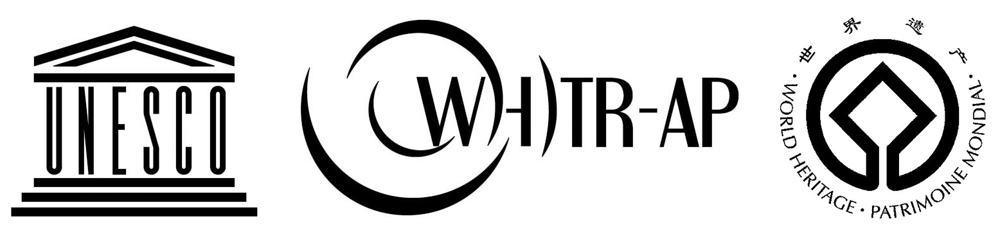 UNESCO
WHITR-AP
世界遗产
· WORLD HERITAGE · PATRIMOINE MONDIAL ·